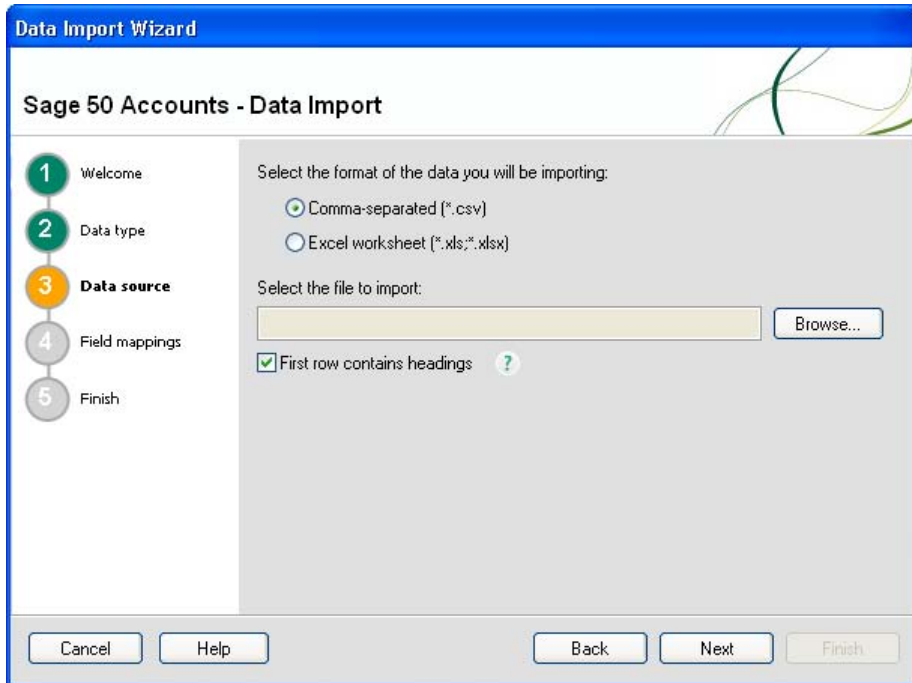 Data Import Wizard
Sage 50 Accounts - Data Import
1 Welcome
2 Data type
3 Data source
4 Field mappings
5 Finish
Select the format of the data you will be importing:
Comma-separated (*.csv)
Excel worksheet (*.xls;*.xlsx)
Select the file to import:
Browse...
First row contains headings ?
Cancel Help Back Next Finish